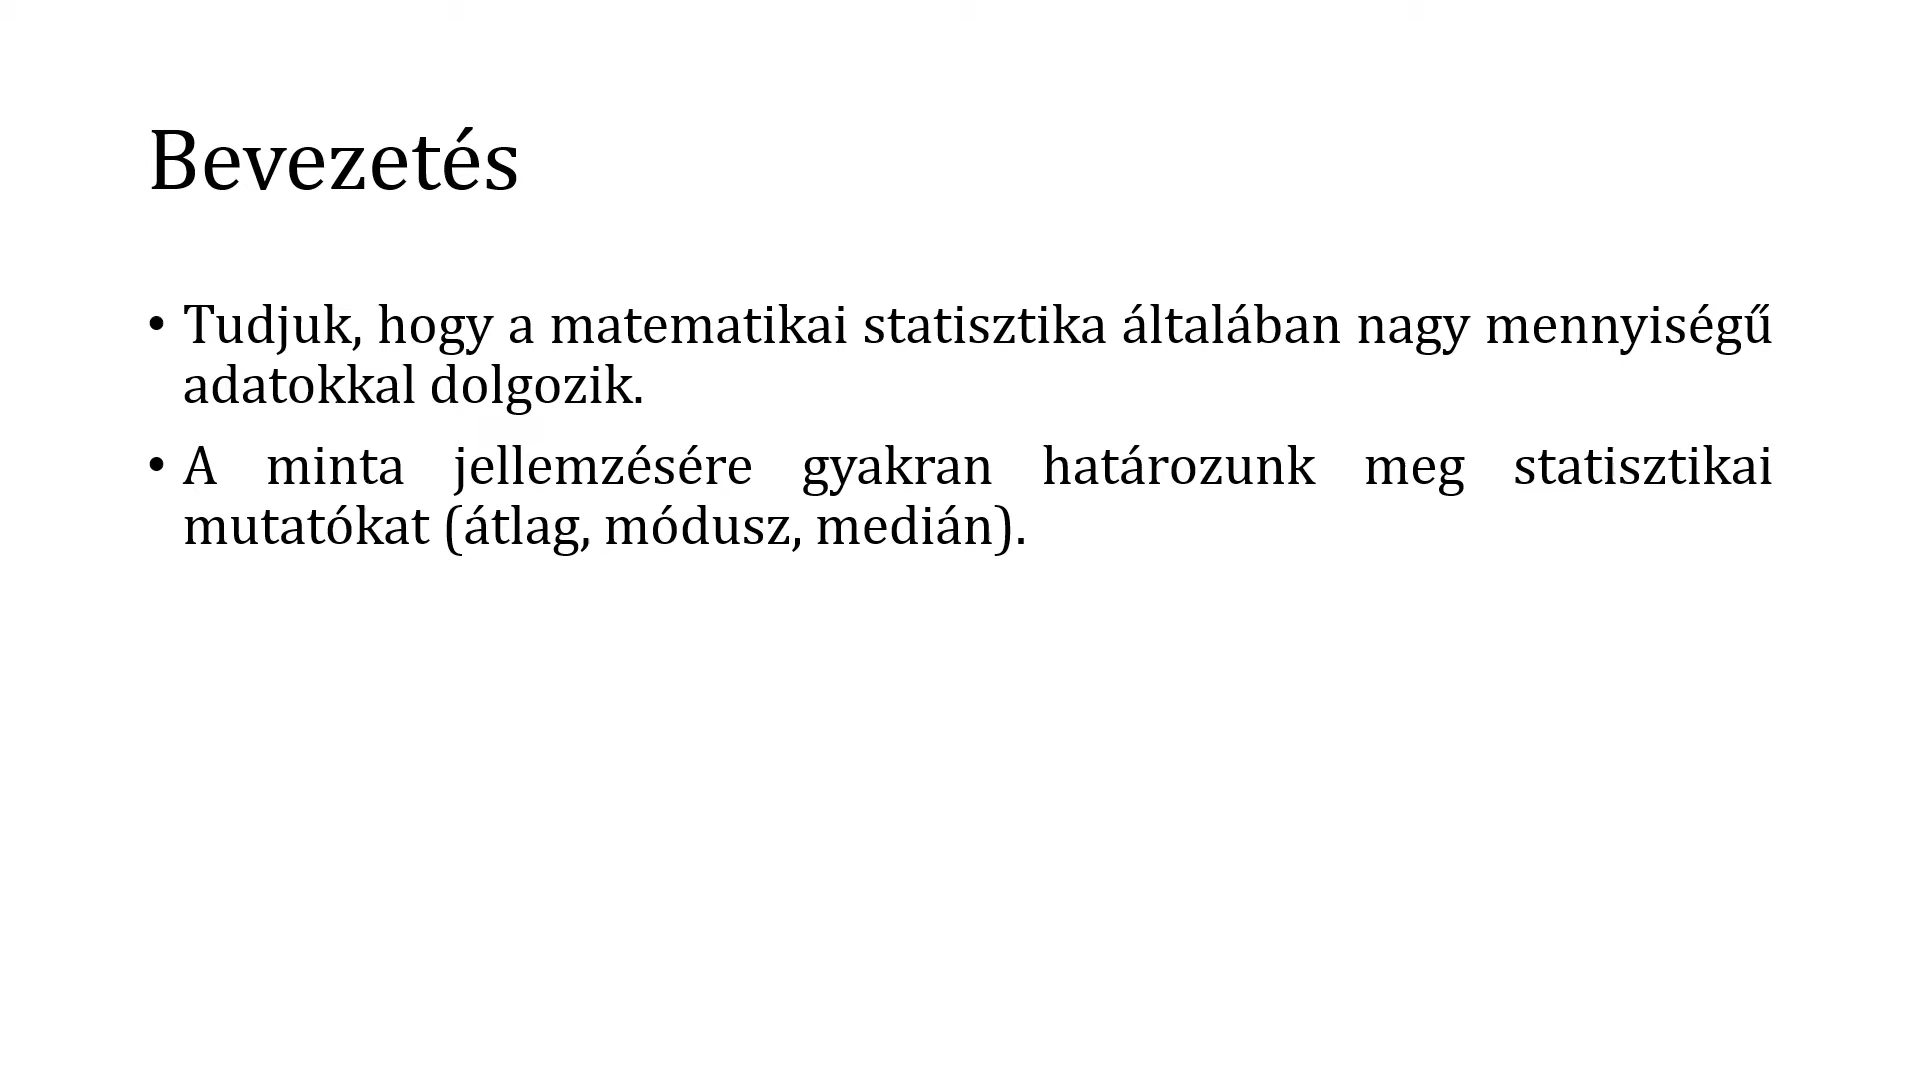 Bevezetés
• Tudjuk, hogy a matematikai statisztika általában nagy mennyiségű
adatokkal dolgozik.
• A minta jellemzésére gyakran határozunk meg statisztikai
mutatókat (átlag, módusz, medián).